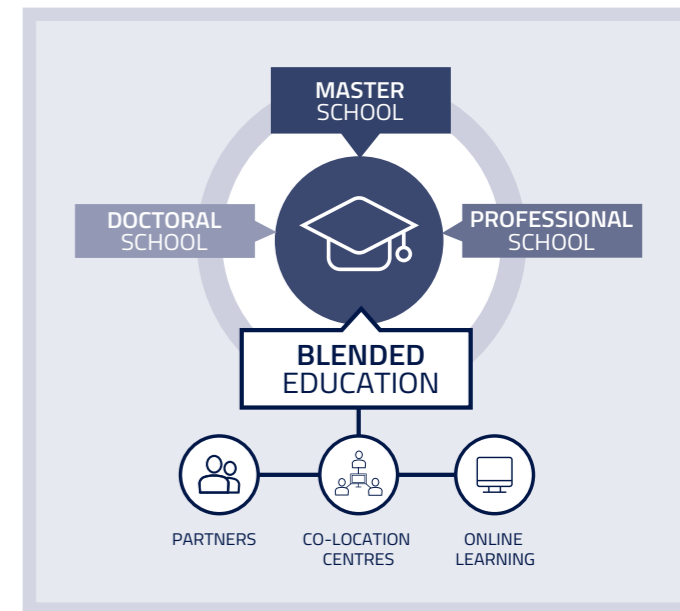 MASTER
SCHOOL
DOCTORAL
SCHOOL
PROFESSIONAL
SCHOOL
BLENDED
EDUCATION
PARTNERS
CO-LOCATION
CENTRES
ONLINE
LEARNING